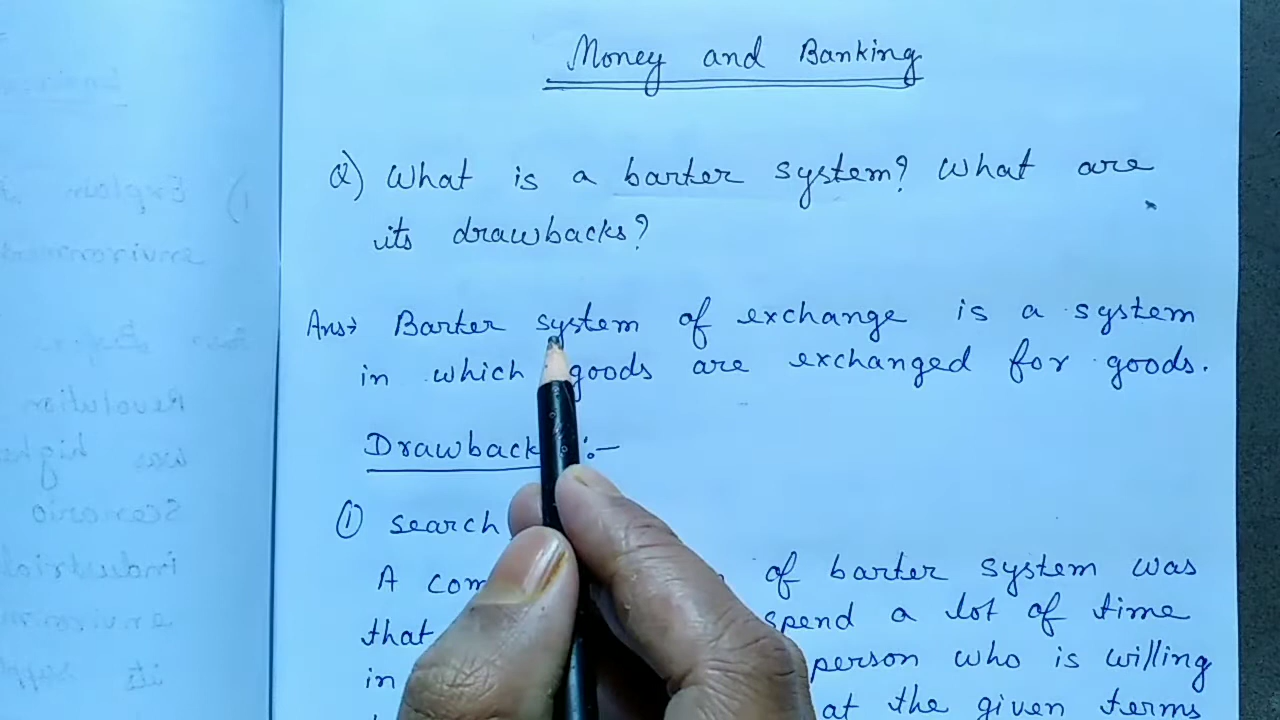 Money and Banking
Q) What is a barter system? What are
its drawbacks?
Ans→ Barter system of exchange is a system
in which goods are exchanged for goods.
Drawback :-
① search
A of barter system was
that spend a lot of time
in person who is willing
at the given terms